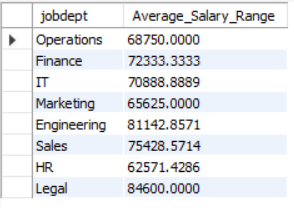 jobdept Average_Salary_Range
Operations 68750.0000
Finance 72333.3333
IT 70888.8889
Marketing 65625.0000
Engineering 81142.8571
Sales 75428.5714
HR 62571.4286
Legal 84600.0000